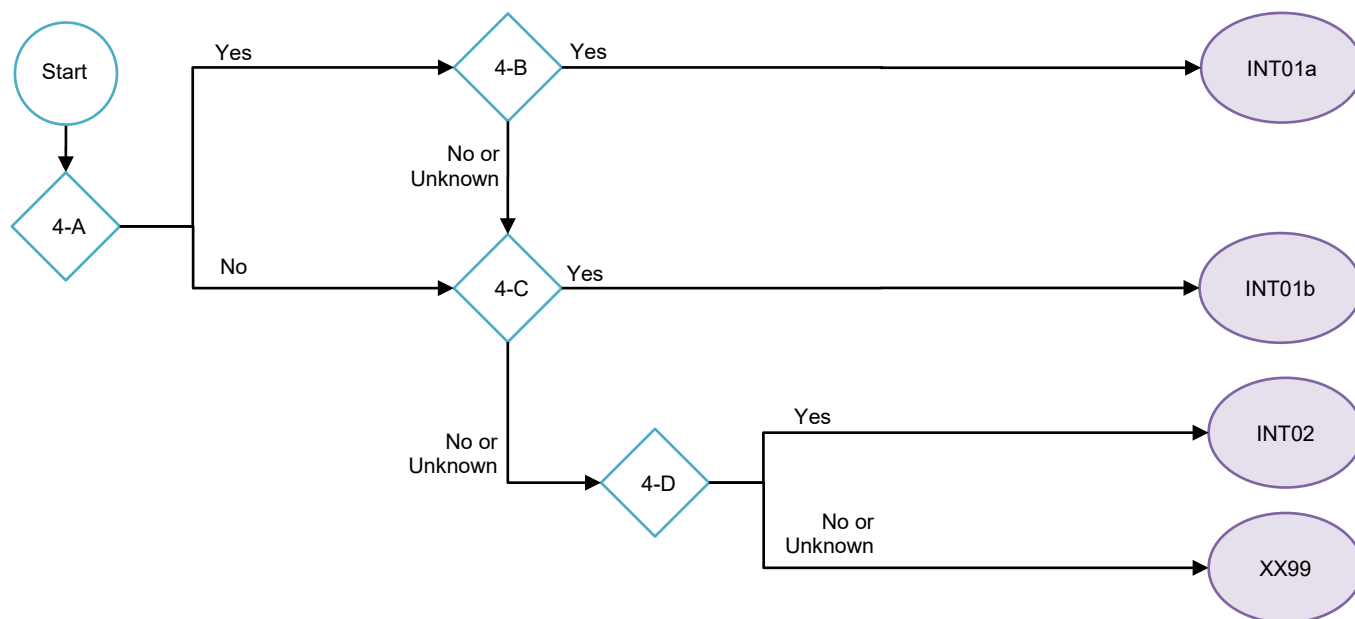 Start
Yes
4-B
Yes
INT01a
No or
Unknown
4-A
No
4-C
Yes
INT01b
Yes
INT02
No or
Unknown
4-D
No or
Unknown
XX99